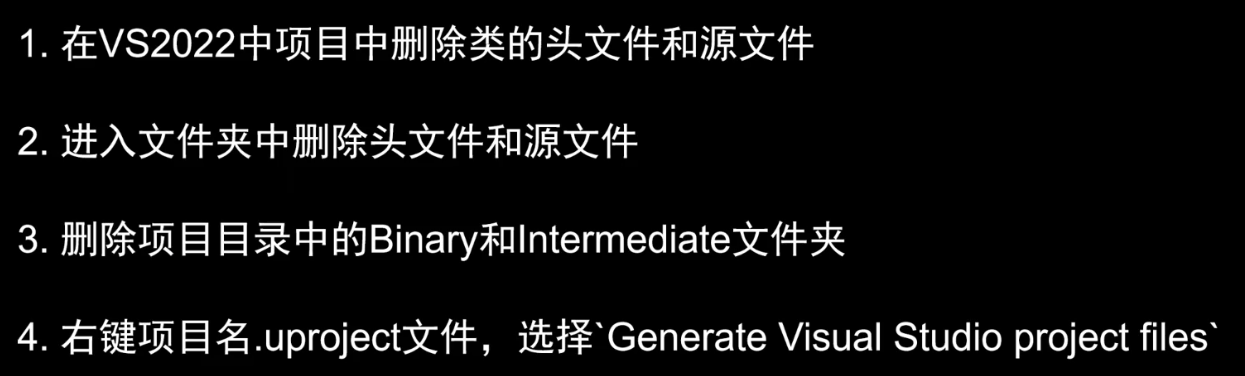 1. 在VS2022中项目中删除类的头文件和源文件
2. 进入文件夹中删除头文件和源文件
3. 删除项目目录中的Binary和Intermediate文件夹
4. 右键项目名.uproject文件，选择`Generate Visual Studio project files`